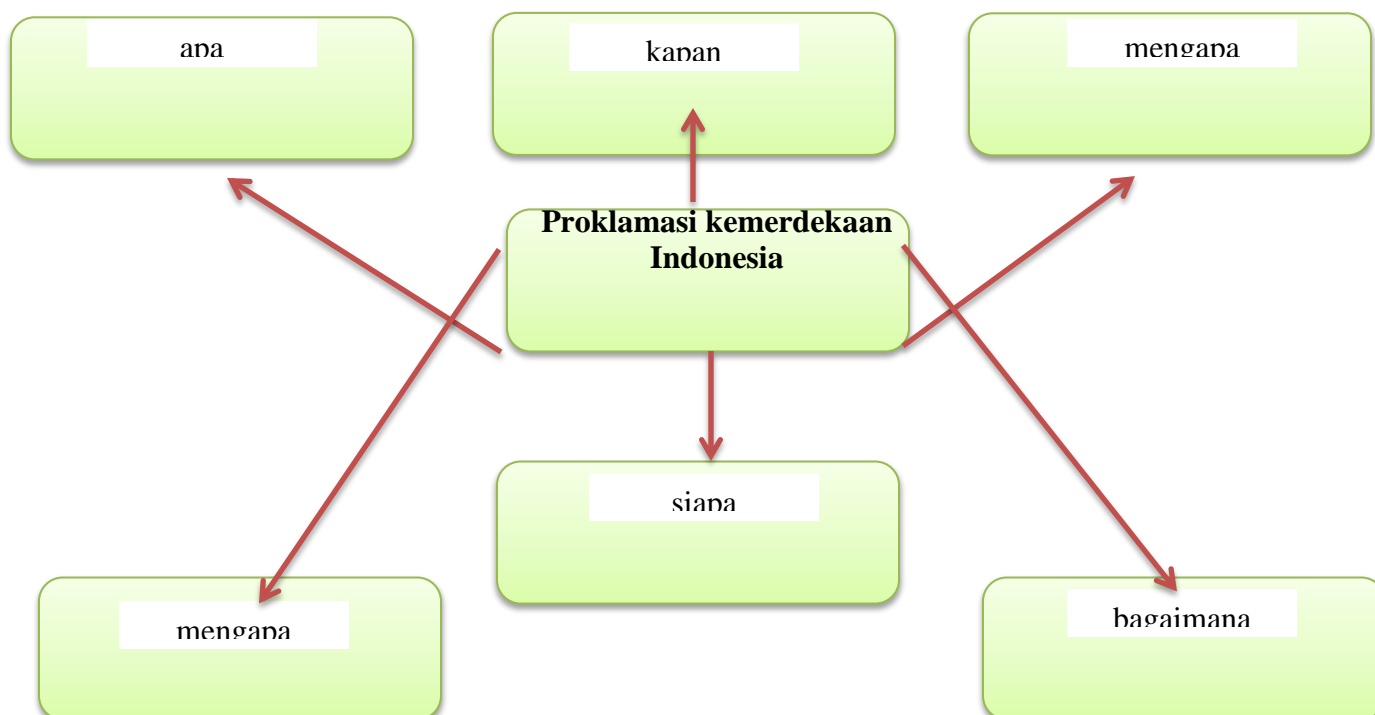 apa
kapan
mengapa
Proklamasi kemerdekaan
Indonesia
siapa
mengapa
bagaimana